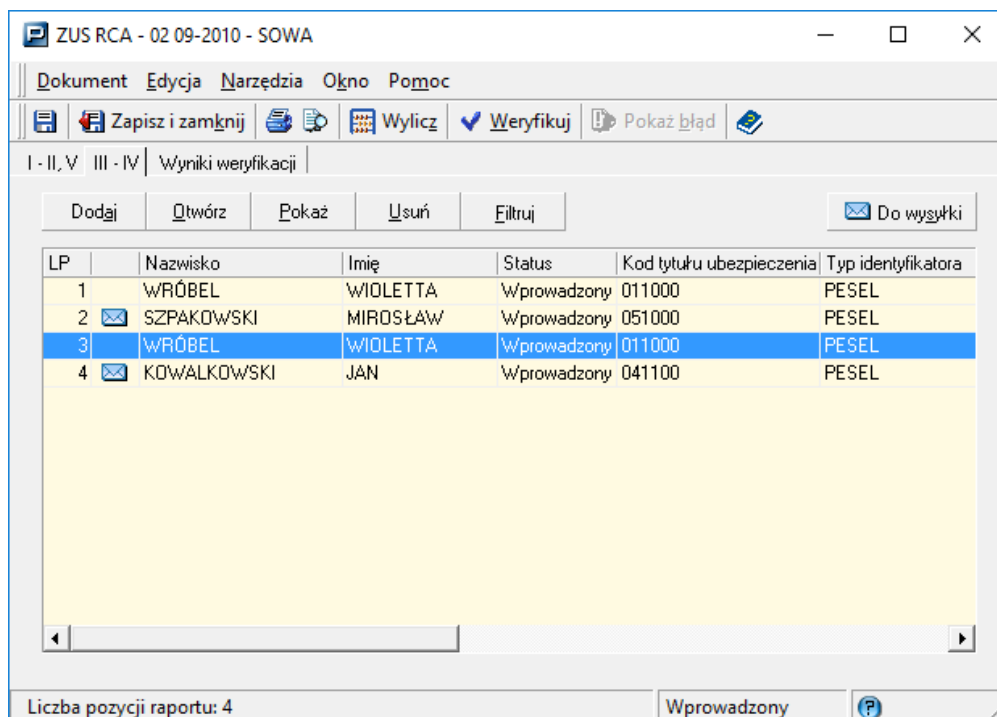 ZUS RCA - 02 09-2010 - SOWA
Dokument Edycja Narzędzia Okno Pomoc
Zapisz i zamknij Wylicz Weryfikuj Pokaż błąd
I - II, V III - IV Wyniki weryfikacji
Dodaj Otwórz Pokaż Usuń Filtruj Do wysyłki
LP Nazwisko Imię Status Kod tytułu ubezpieczenia Typ identyfikatora
1 WRÓBEL WIOLETTA Wprowadzony 011000 PESEL
2 SZPAKOWSKI MIROSŁAW Wprowadzony 051000 PESEL
3 WRÓBEL WIOLETTA Wprowadzony 011000 PESEL
4 KOWALKOWSKI JAN Wprowadzony 041100 PESEL
Liczba pozycji raportu: 4 Wprowadzony